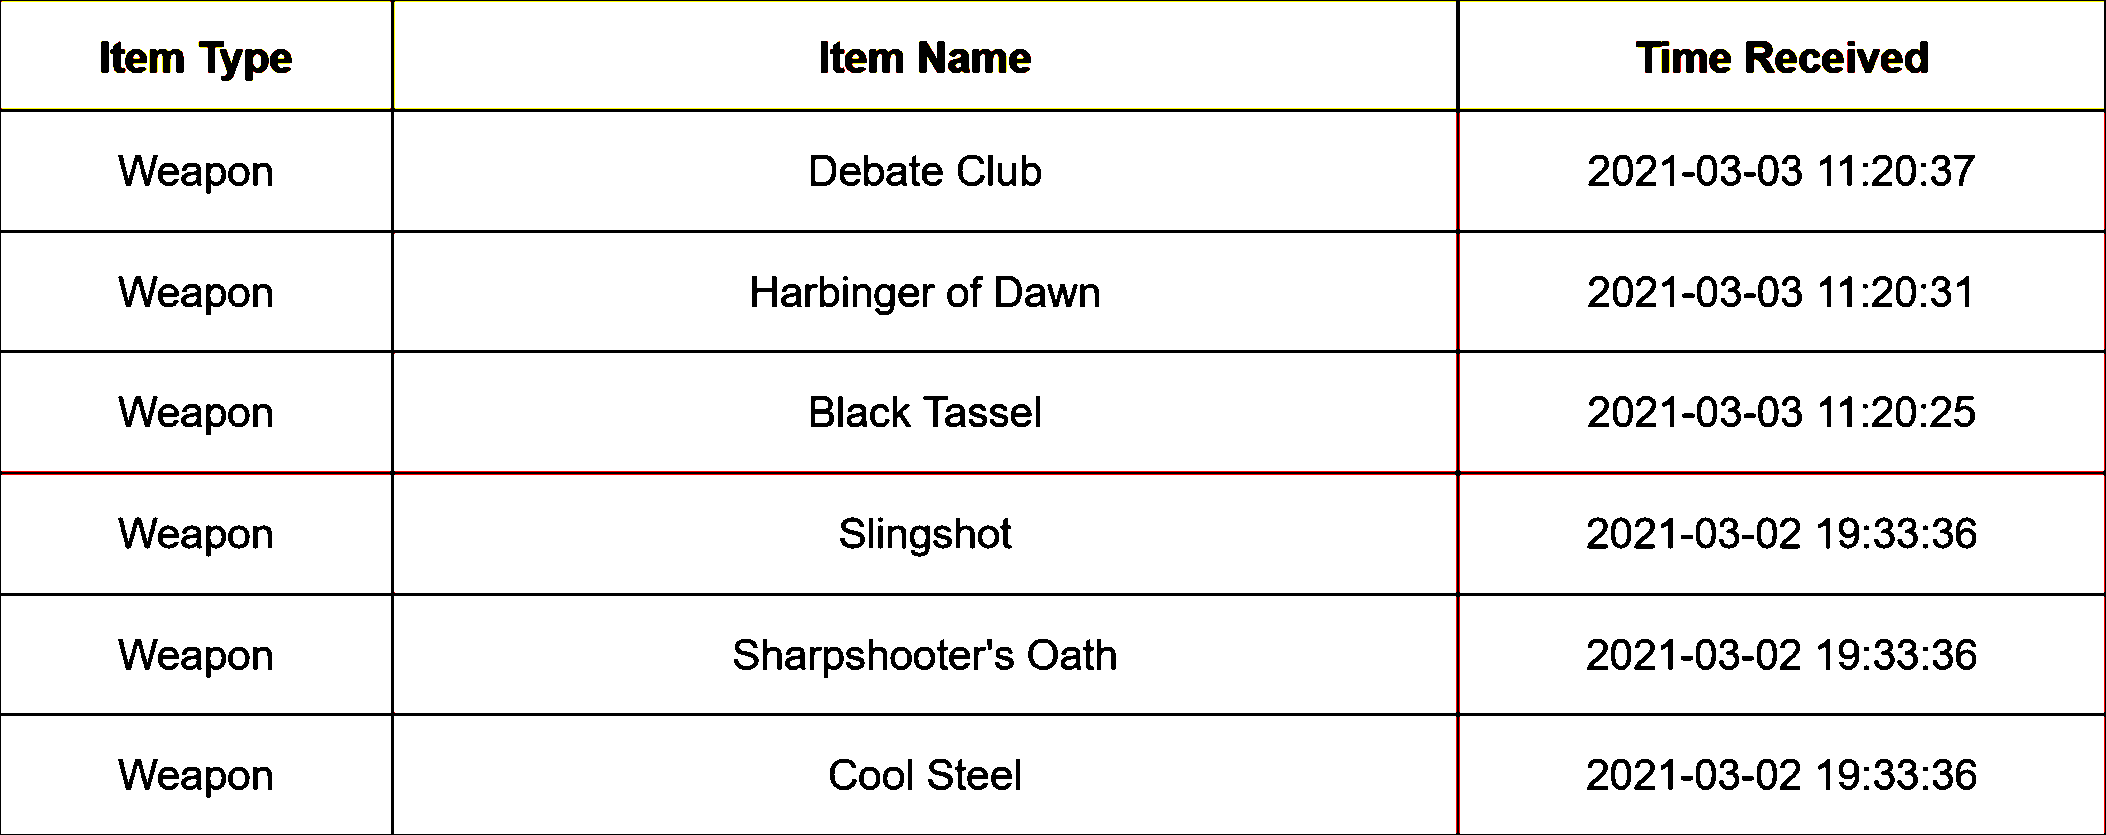 Item Type Item Name Time Received
Weapon Debate Club 2021-03-03 11:20:37
Weapon Harbinger of Dawn 2021-03-03 11:20:31
Weapon Black Tassel 2021-03-03 11:20:25
Weapon Slingshot 2021-03-02 19:33:36
Weapon Sharpshooter's Oath 2021-03-02 19:33:36
Weapon Cool Steel 2021-03-02 19:33:36